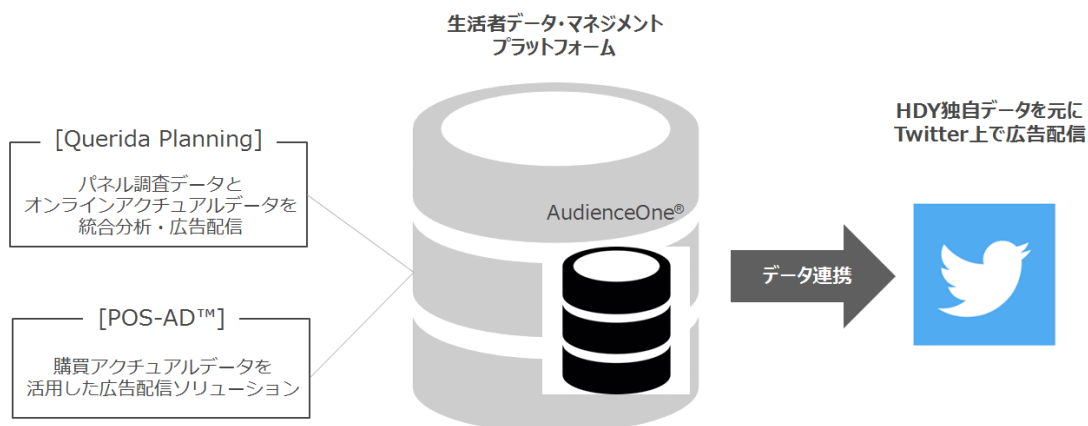 生活者データ・マネジメント
プラットフォーム
[Querida Planning]
パネル調査データと
オンラインアクチュアルデータを
統合分析・広告配信
[POS-AD™]
購買アクチュアルデータを
活用した広告配信ソリューション
AudienceOne®
データ連携
HDY独自データを元に
Twitter上で広告配信